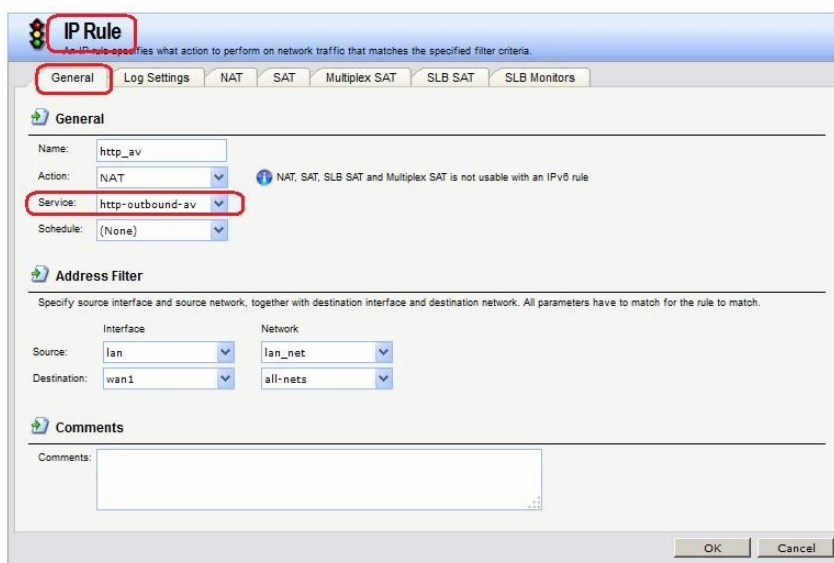 IP Rule
An IP rule specifies what action to perform on network traffic that matches the specified filter criteria.
General Log Settings NAT SAT Multiplex SAT SLB SAT SLB Monitors
General
Name: http_av
Action: NAT NAT, SAT, SLB SAT and Multiplex SAT is not usable with an IPv6 rule
Service: http-outbound-av
Schedule: (None)
Address Filter
Specify source interface and source network, together with destination interface and destination network. All parameters have to match for the rule to match.
Interface Network
Source: lan lan_net
Destination: wan1 all-nets
Comments
Comments:
OK Cancel